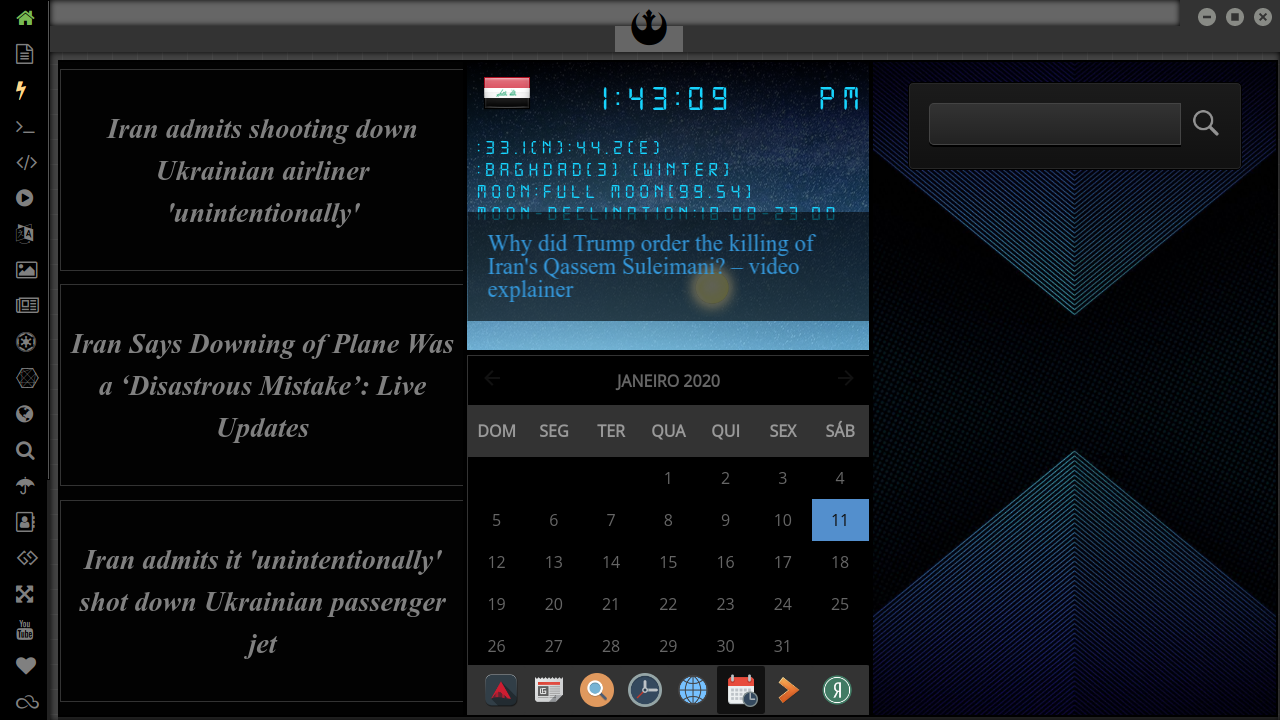 Iran admits shooting down
Ukrainian airliner
'unintentionally'
Iran Says Downing of Plane Was
a ‘Disastrous Mistake’: Live
Updates
Iran admits it 'unintentionally'
shot down Ukrainian passenger
jet
1:43:09 PM
:33.1(N):44.2(E)
:BAGHDAD(3) (WINTER)
MOON:FULL MOON(99.54)
MOON-DECLINATION:18.08-23.00
Why did Trump order the killing of
Iran's Qassem Suleimani? – video
explainer
JANEIRO 2020
DOM SEG TER QUA QUI SEX SÁB
1 2 3 4
5 6 7 8 9 10 11
12 13 14 15 16 17 18
19 20 21 22 23 24 25
26 27 28 29 30 31
You
Tube
Я